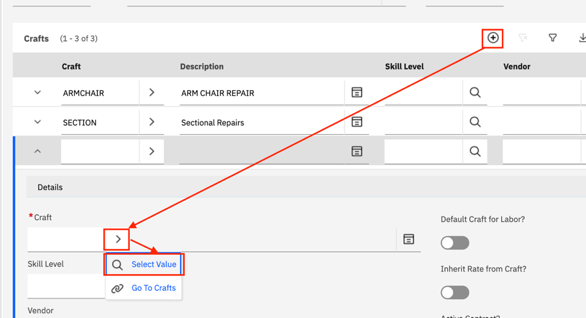 Crafts (1 - 3 of 3)
Craft Description Skill Level Vendor
ARMCHAIR ARM CHAIR REPAIR
SECTION Sectional Repairs
Details
*Craft
Default Craft for Labor?
Skill Level
Select Value
Inherit Rate from Craft?
Go To Crafts
Vendor
Active Contract?